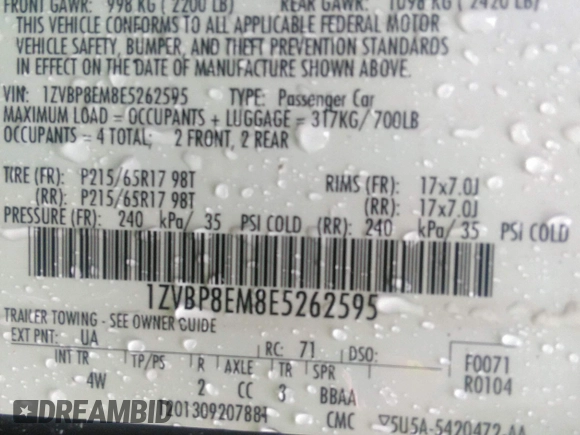 FRONT GAWR: 998 KG ( 2200 LB) REAR GAWR: 1098 KG ( 2420 LB)
THIS VEHICLE CONFORMS TO ALL APPLICABLE FEDERAL MOTOR
VEHICLE SAFETY, BUMPER, AND THEFT PREVENTION STANDARDS
IN EFFECT ON THE DATE OF MANUFACTURE SHOWN ABOVE.
VIN: 1ZVBP8EM8E5262595 TYPE: Passenger Car
MAXIMUM LOAD = OCCUPANTS + LUGGAGE = 317KG/ 700LB
OCCUPANTS = 4 TOTAL; 2 FRONT, 2 REAR
TCRE (FR): P215/65R17 98T RIMS (FR): 17x7.0J
(RR): P215/65R17 98T (RR): 17x7.0J
PRESSURE (FR): 240 kPa/ 35 PSI COLD (RR): 240 kPa/ 35 PSI COLD
1ZVBP8EM8E5262595
TRAILER TOWING - SEE OWNER GUIDE
EXT PNT: UA RC: 71 DSO: F0071
INT TR TP/PS R AXLE TR SPR R0104
4W 2 CC 3 BBAA
DREAMBID 1201309207884 CMC ▽5U5A-5420472 AA